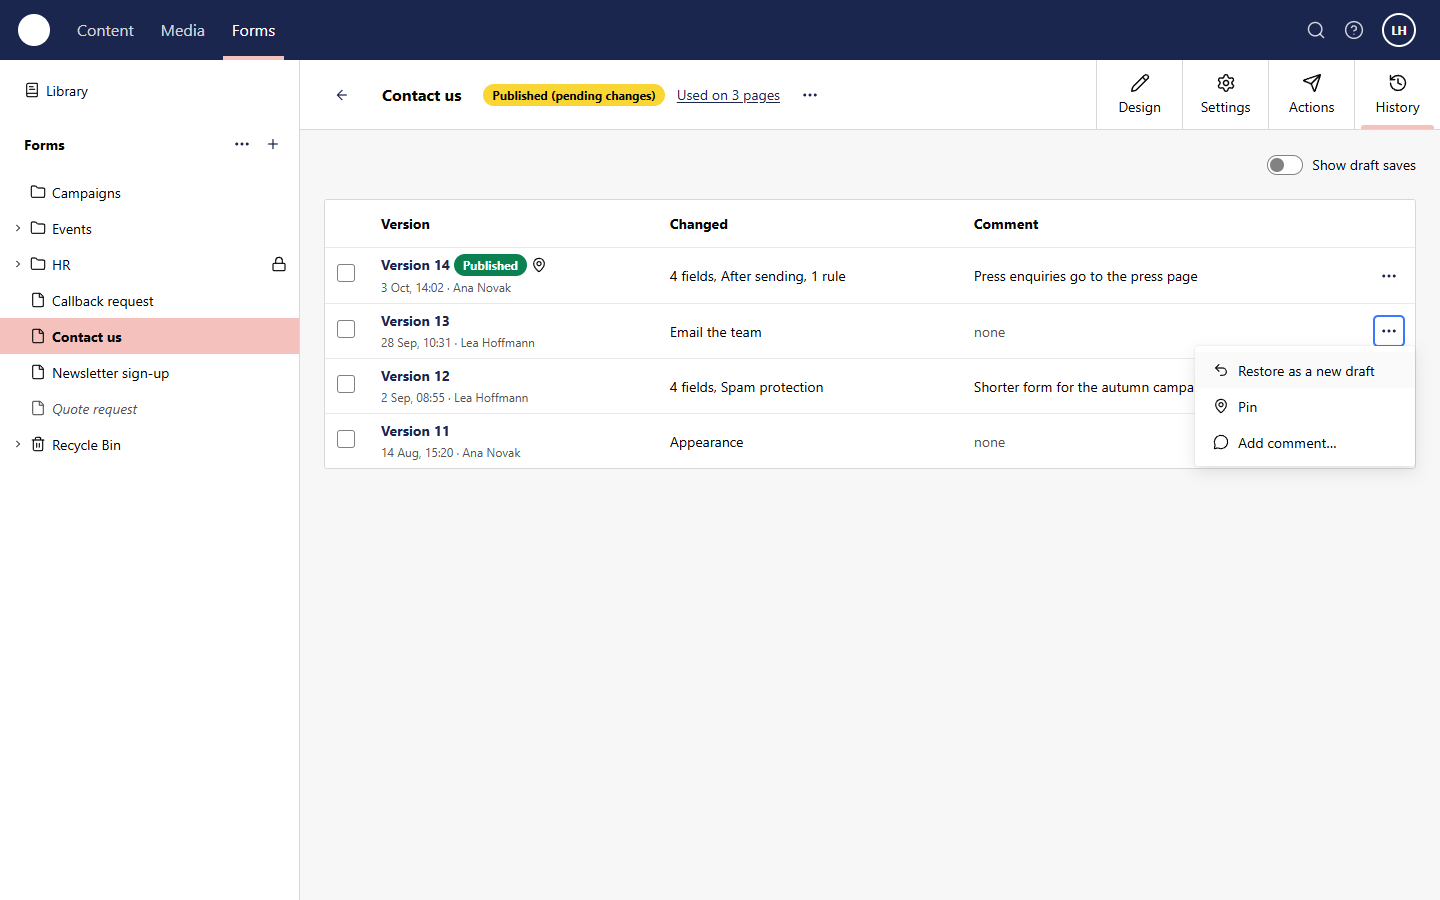 Content Media Forms LH
Library
Forms
Campaigns
Events
HR
Callback request
Contact us
Newsletter sign-up
Quote request
Recycle Bin
Contact us Published (pending changes) Used on 3 pages
Design Settings Actions History
Show draft saves
Version Changed Comment
Version 14 Published
3 Oct, 14:02 · Ana Novak
4 fields, After sending, 1 rule
Press enquiries go to the press page
Version 13
28 Sep, 10:31 · Lea Hoffmann
Email the team
none
Version 12
2 Sep, 08:55 · Lea Hoffmann
4 fields, Spam protection
Shorter form for the autumn campa
Version 11
14 Aug, 15:20 · Ana Novak
Appearance
none
Restore as a new draft
Pin
Add comment...